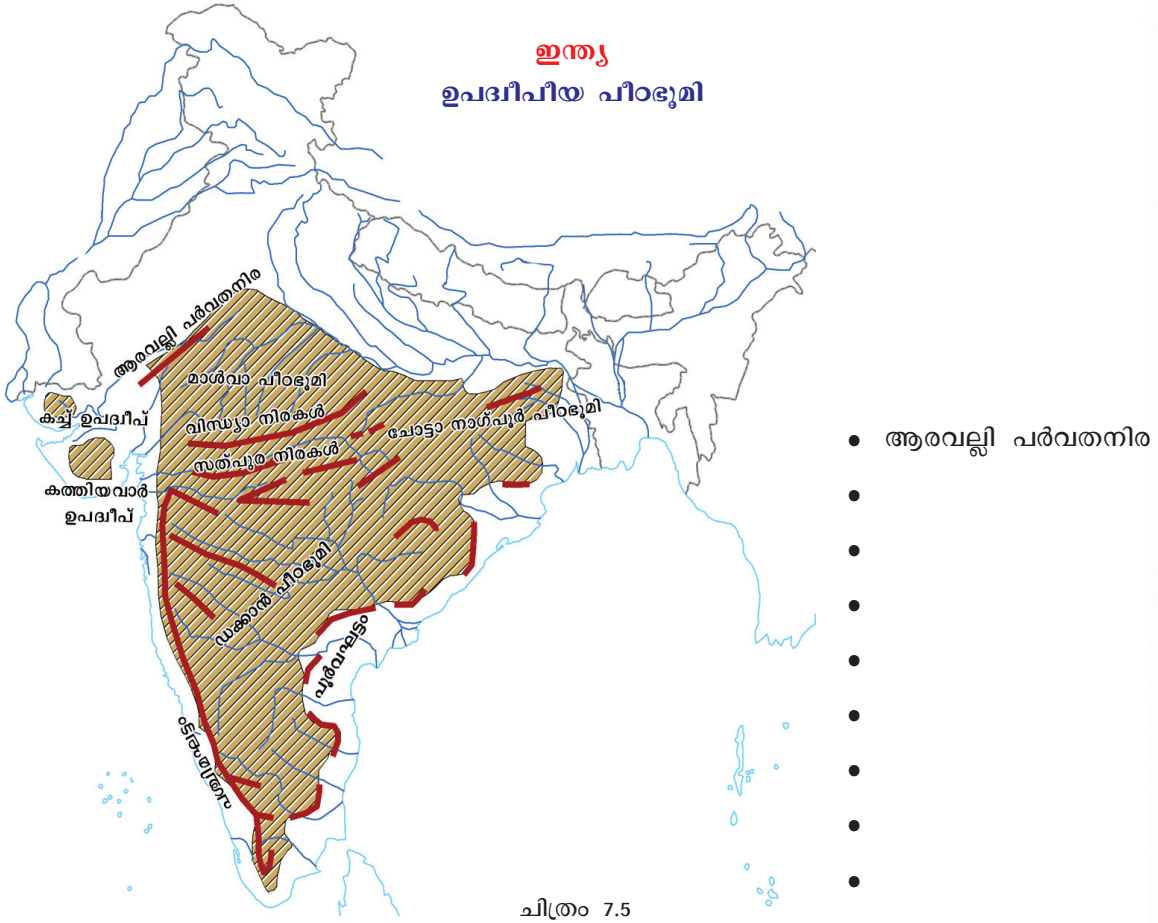 ഇന്ത്യ
ഉപദ്വീപീയ പീഠഭൂമി
ആരവല്ലി പർവതനിര
മാൾവാ പീഠഭൂമി
കച്ച് ഉപദ്വീപ്
വിന്ധ്യാ നിരകൾ
ചോട്ടാ നാഗ്പൂർ പീഠഭൂമി
സത്പുര നിരകൾ
കത്തിയവാർ
ഉപദ്വീപ്
ഡക്കാൻ പീഠഭൂമി
പൂർവഘട്ടം
പശ്ചിമഘട്ടം
• ആരവല്ലി പർവതനിര
•
•
•
•
•
•
•
•
ചിത്രം 7.5